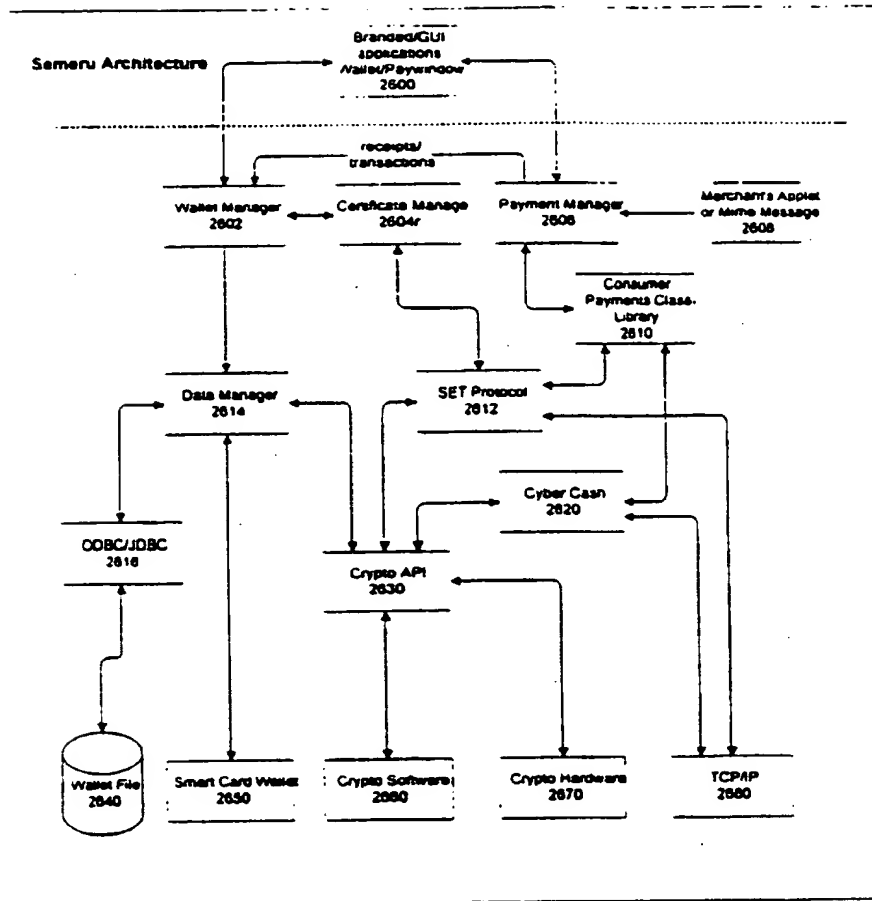 Semeru Architecture
Branded/GUI
applications
Wallet/Paywindow
2600
receipts/
transactions
Wallet Manager
2602
Certificate Manage
2604r
Payment Manager
2606
Merchant's Applet
or Mime Message
2608
Consumer
Payments Class
Library
2610
Data Manager
2614
SET Protocol
2612
Cyber Cash
2620
ODBC/JDBC
2616
Crypto API
2630
Wallet File
2640
Smart Card Wallet
2650
Crypto Software
2660
Crypto Hardware
2670
TCP/IP
2680